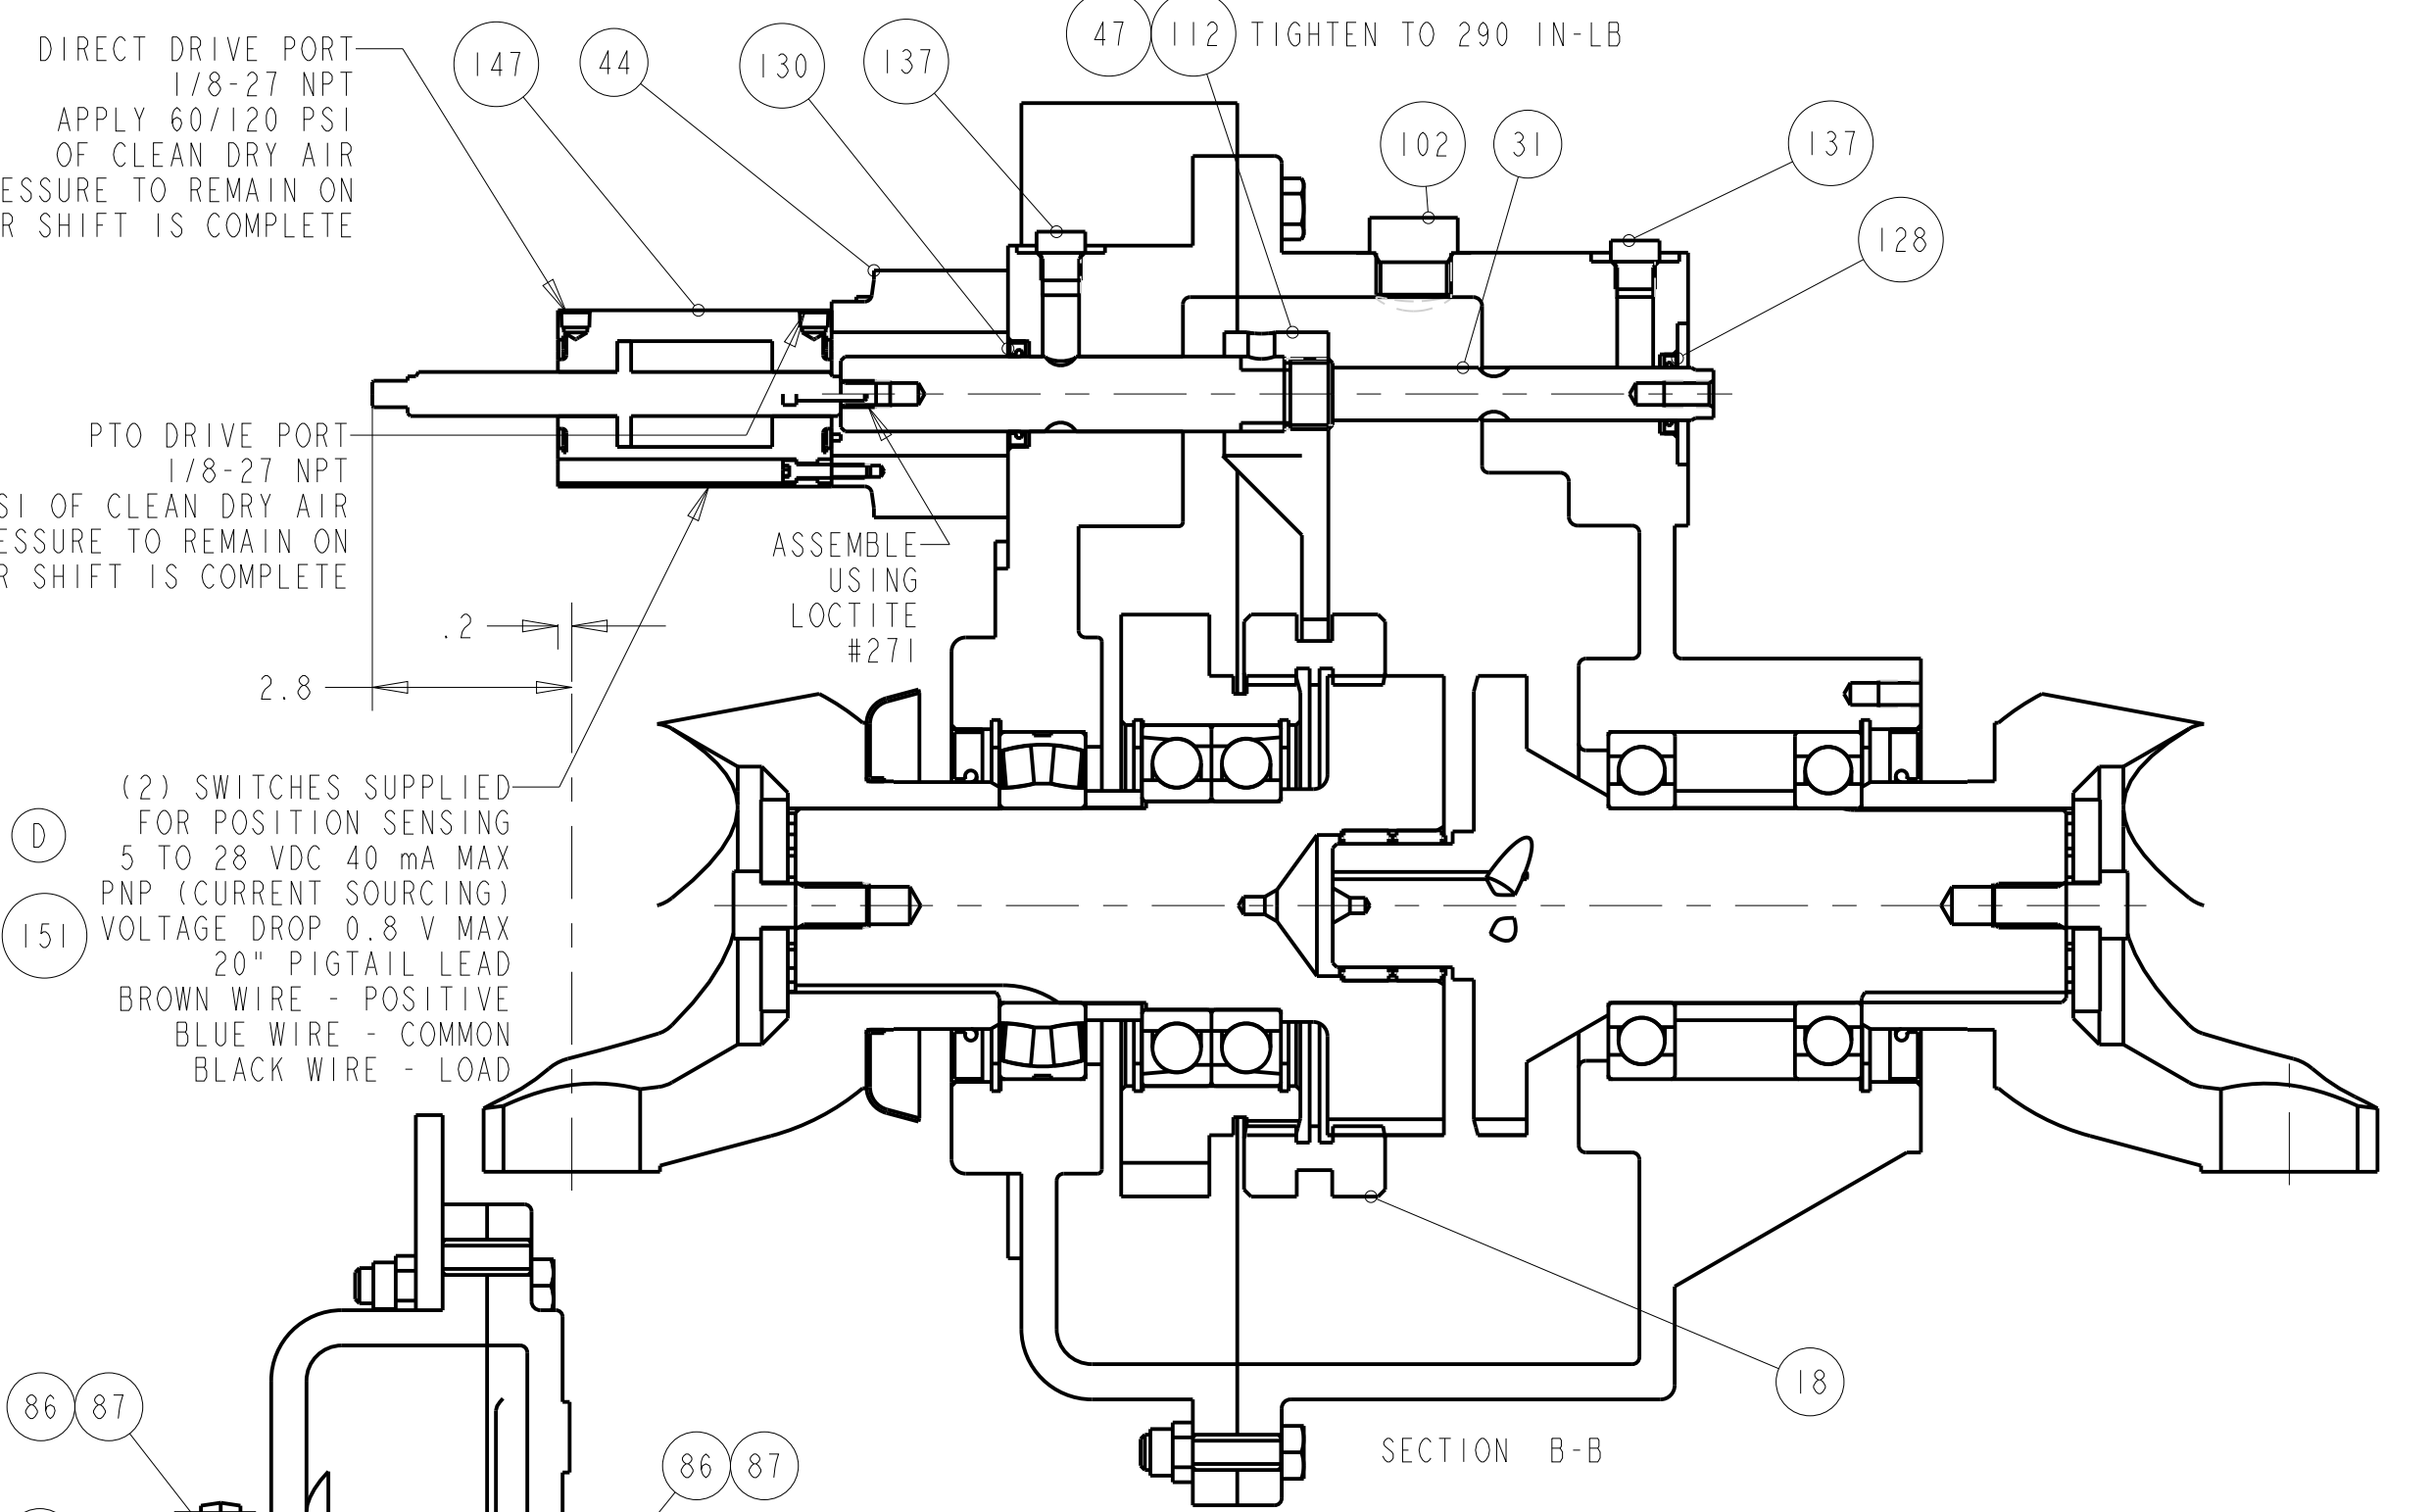 DIRECT DRIVE PORT
1/8-27 NPT
APPLY 60/120 PSI
OF CLEAN DRY AIR
TO REMAIN ON
SHIFT IS COMPLETE
147
44
130
137
47
112
TIGHTEN TO 290 IN-LB
102
31
137
128
PTO DRIVE PORT
1/8-27 NPT
OF CLEAN DRY AIR
TO REMAIN ON
SHIFT IS COMPLETE
ASSEMBLE
USING
LOCTITE
#271
.2
2.8
D
151
(2) SWITCHES SUPPLIED
FOR POSITION SENSING
5 TO 28 VDC 40 mA MAX
PNP (CURRENT SOURCING)
VOLTAGE DROP 0.8 V MAX
20" PIGTAIL LEAD
BROWN WIRE - POSITIVE
BLUE WIRE - COMMON
BLACK WIRE - LOAD
86
87
86
87
18
SECTION B-B